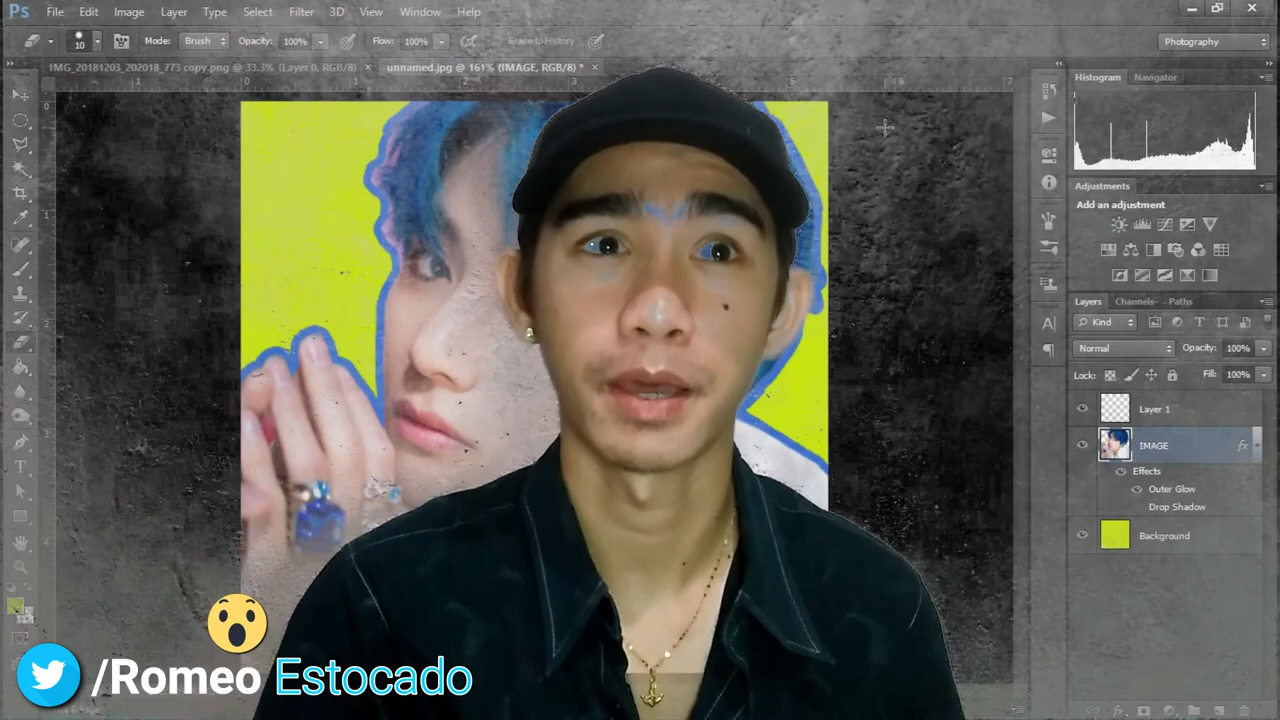 Ps File Edit Image Layer Type Select Filter 3D View Window Help
10 Mode: Brush Opacity: 100% Flow: 100% Erase to History Photography
IMG_20181203_202018_773 copy.png @ 33.3% (Layer 0, RGB/8) × unnamed.jpg @ 161% (IMAGE, RGB/8) * ×
Histogram Navigator
Adjustments
Add an adjustment
Layers Channels Paths
Kind
Normal Opacity: 100%
Lock: Fill: 100%
Layer 1
IMAGE fx
Effects
Outer Glow
Drop Shadow
Background
/Romeo Estocado